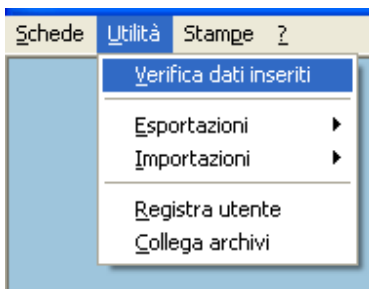 Schede Utilità Stampe ?
Verifica dati inseriti
Esportazioni
Importazioni
Registra utente
Collega archivi